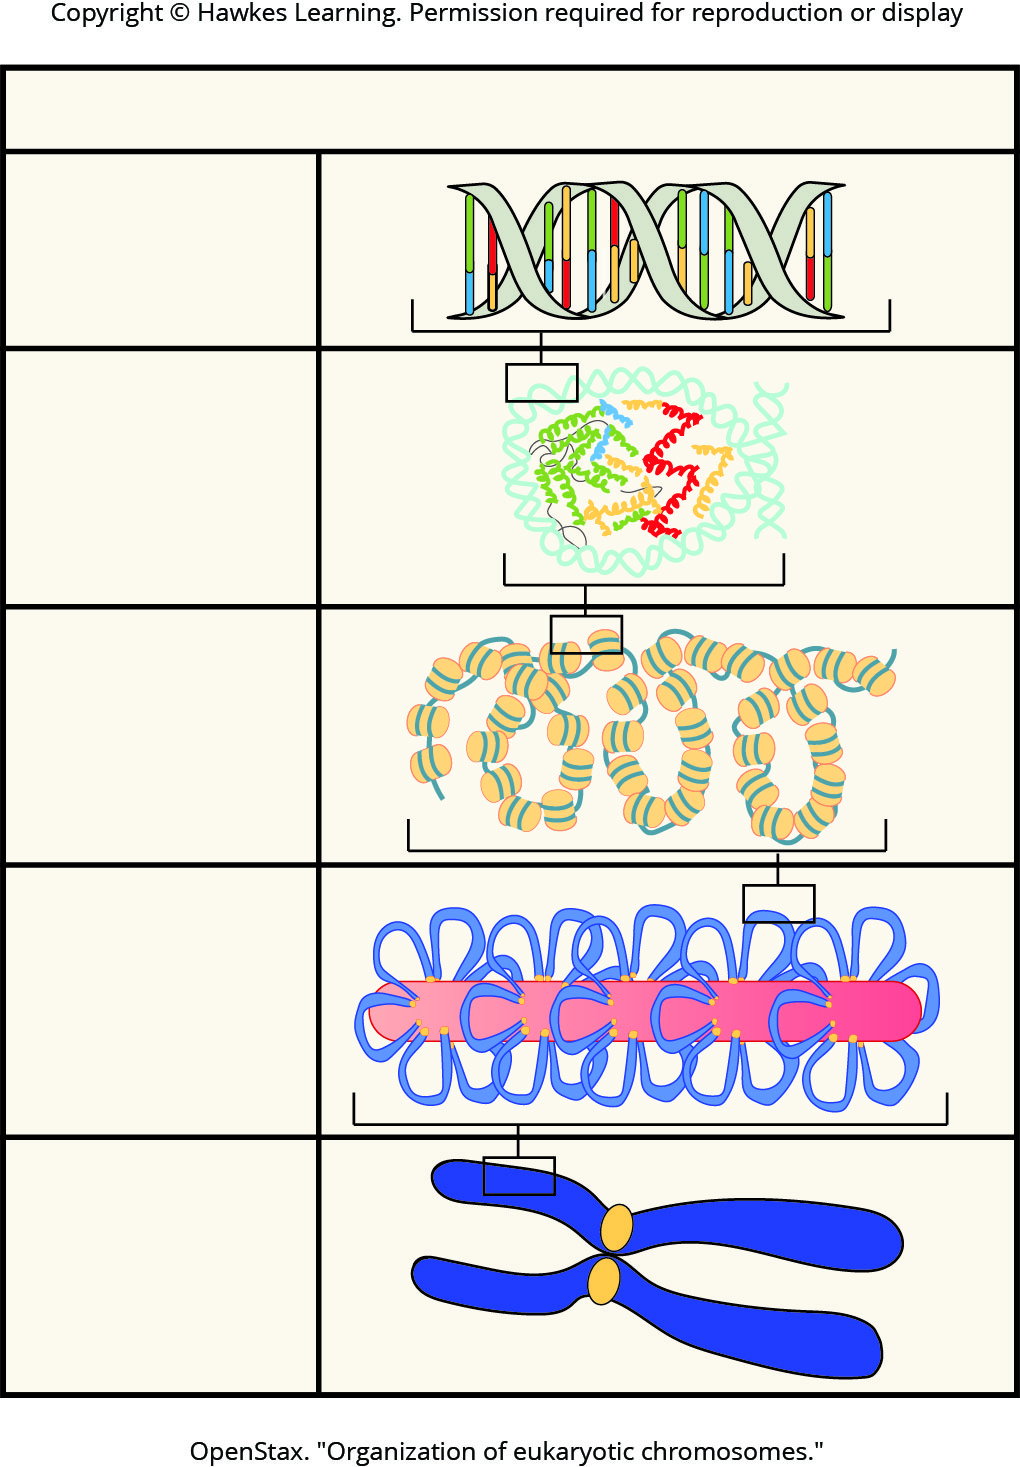 Copyright © Hawkes Learning. Permission required for reproduction or display
OpenStax. "Organization of eukaryotic chromosomes."